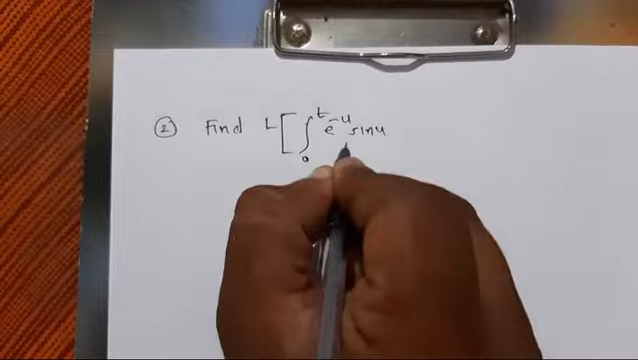 ② Find L[∫₀ᵗ e⁻ᵘ sinu